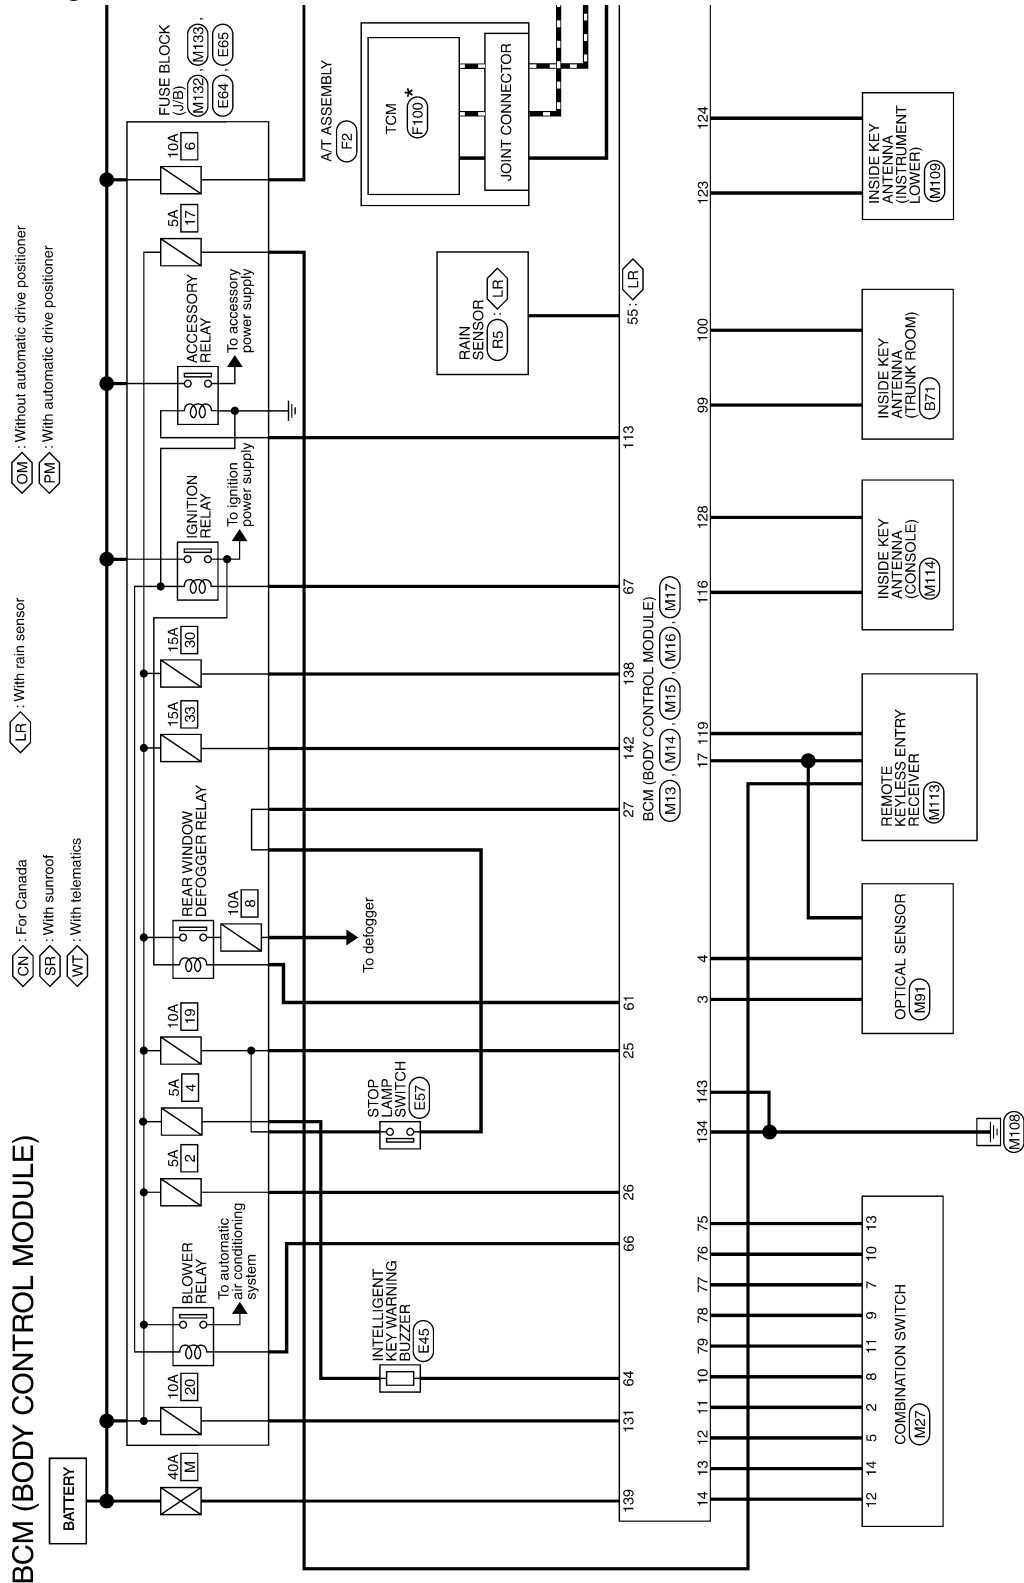 BCM (BODY CONTROL MODULE)
CN : For Canada
SR : With sunroof
WT : With telematics
LR : With rain sensor
OM : Without automatic drive positioner
PM : With automatic drive positioner
BATTERY
40A
M
10A
20
BLOWER
RELAY
To automatic
air conditioning
system
5A
2
5A
4
10A
19
REAR WINDOW
DEFOGGER RELAY
10A
8
To defogger
15A
33
15A
30
IGNITION
RELAY
To ignition
power supply
ACCESSORY
RELAY
To accessory
power supply
5A
17
10A
6
FUSE BLOCK
(J/B)
M132 , M133 ,
E64 , E65
INTELLIGENT
KEY WARNING
BUZZER
E45
STOP
LAMP
SWITCH
E57
RAIN
SENSOR
R5 : LR
A/T ASSEMBLY
F2
TCM
F100 *
JOINT CONNECTOR
139
131
64
66
26
25
61
27
142
138
67
113
55 : LR
BCM (BODY CONTROL MODULE)
M13 , M14 , M15 , M16 , M17
14
13
12
11
10
79
78
77
76
75
134
143
3
4
17
119
116
128
99
100
123
124
12
14
5
2
8
11
9
7
10
13
COMBINATION SWITCH
M27
M108
OPTICAL SENSOR
M91
REMOTE
KEYLESS ENTRY
RECEIVER
M113
INSIDE KEY
ANTENNA
(CONSOLE)
M114
INSIDE KEY
ANTENNA
(TRUNK ROOM)
B71
INSIDE KEY
ANTENNA
(INSTRUMENT
LOWER)
M109